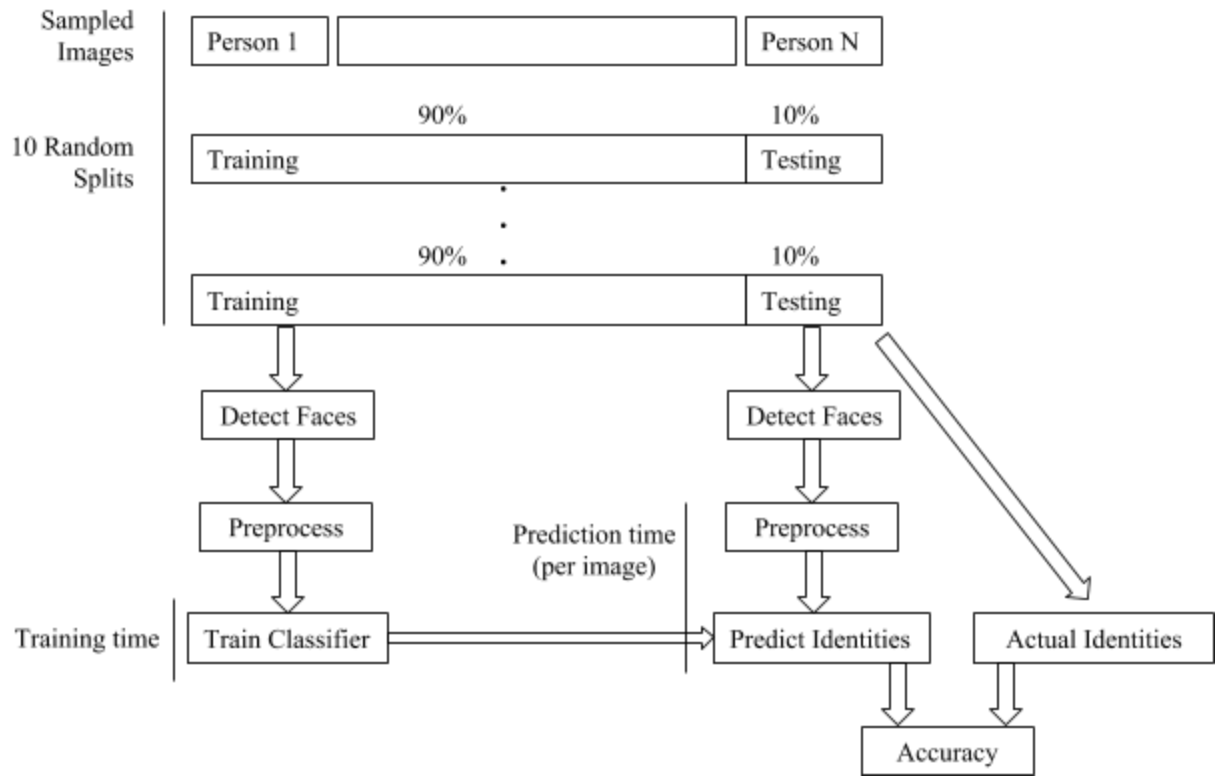 Sampled
Images
Person 1
Person N
90%
10%
10 Random
Splits
Training
Testing
90%
10%
Training
Testing
Detect Faces
Detect Faces
Preprocess
Prediction time
(per image)
Preprocess
Training time
Train Classifier
Predict Identities
Actual Identities
Accuracy